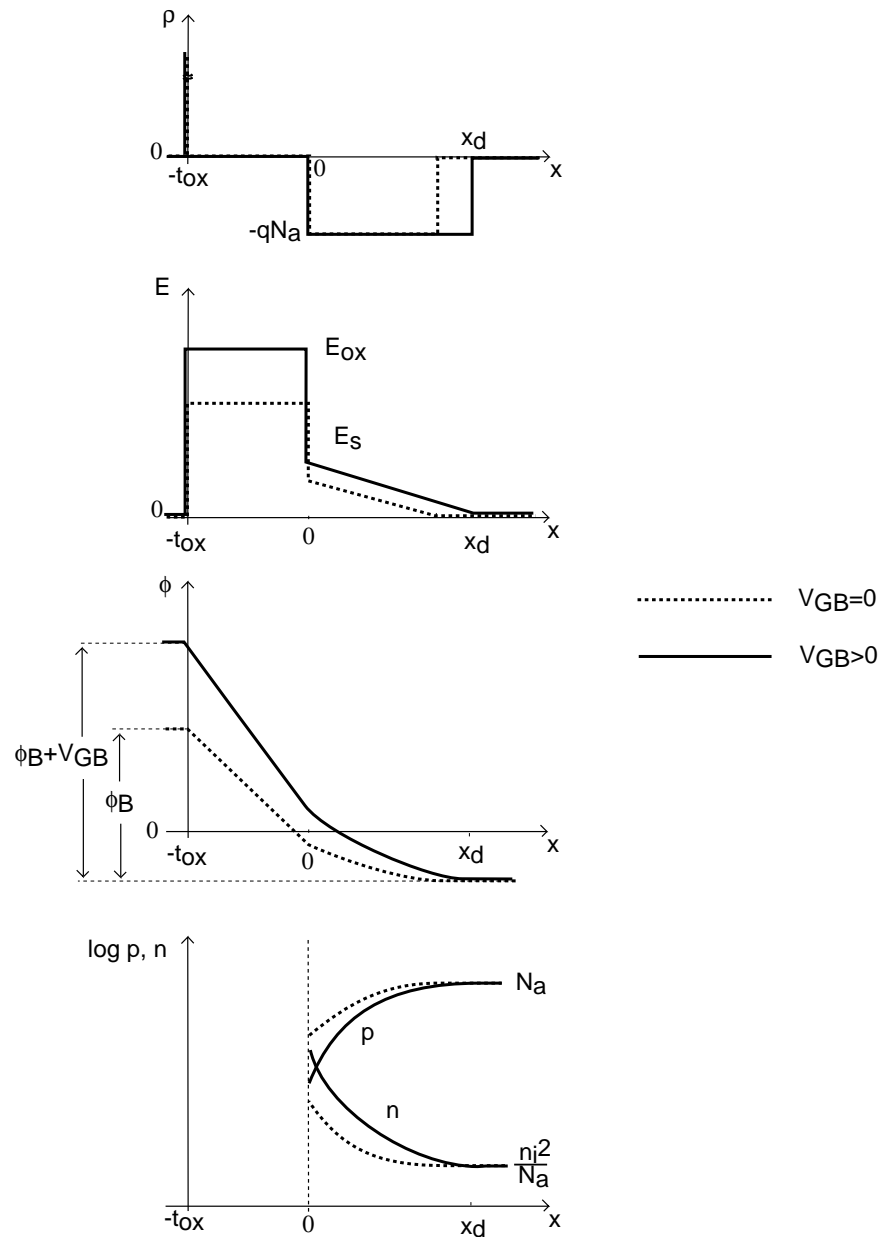 ρ
0
-tox
0
xd
x
-qNa
E
Eox
Es
0
-tox
0
xd
x
ϕ
VGB=0
VGB>0
ϕB+VGB
ϕB
0
-tox
0
xd
x
log p, n
Na
p
n
ni2
Na
-tox
0
xd
x